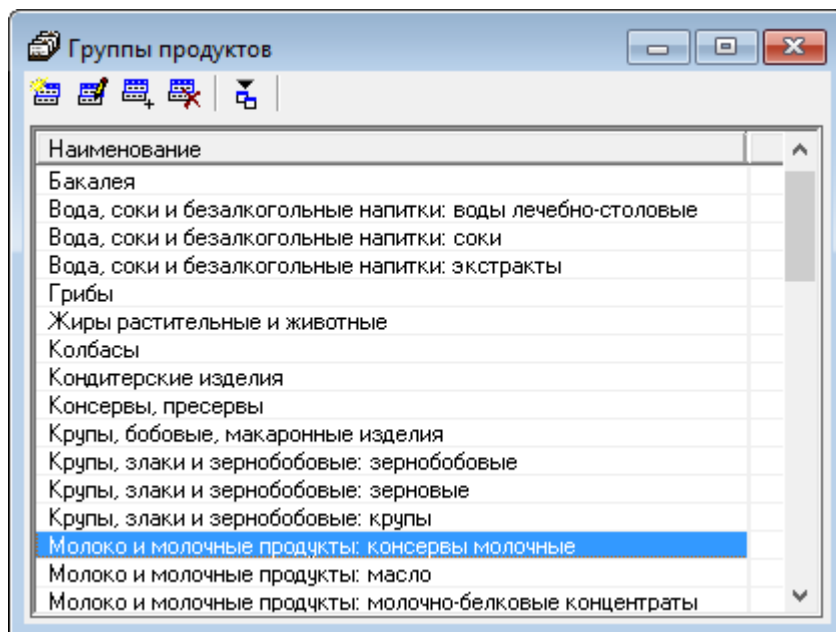 Группы продуктов
Наименование
Бакалея
Вода, соки и безалкогольные напитки: воды лечебно-столовые
Вода, соки и безалкогольные напитки: соки
Вода, соки и безалкогольные напитки: экстракты
Грибы
Жиры растительные и животные
Колбасы
Кондитерские изделия
Консервы, пресервы
Крупы, бобовые, макаронные изделия
Крупы, злаки и зернобобовые: зернобобовые
Крупы, злаки и зернобобовые: зерновые
Крупы, злаки и зернобобовые: крупы
Молоко и молочные продукты: консервы молочные
Молоко и молочные продукты: масло
Молоко и молочные продукты: молочно-белковые концентраты